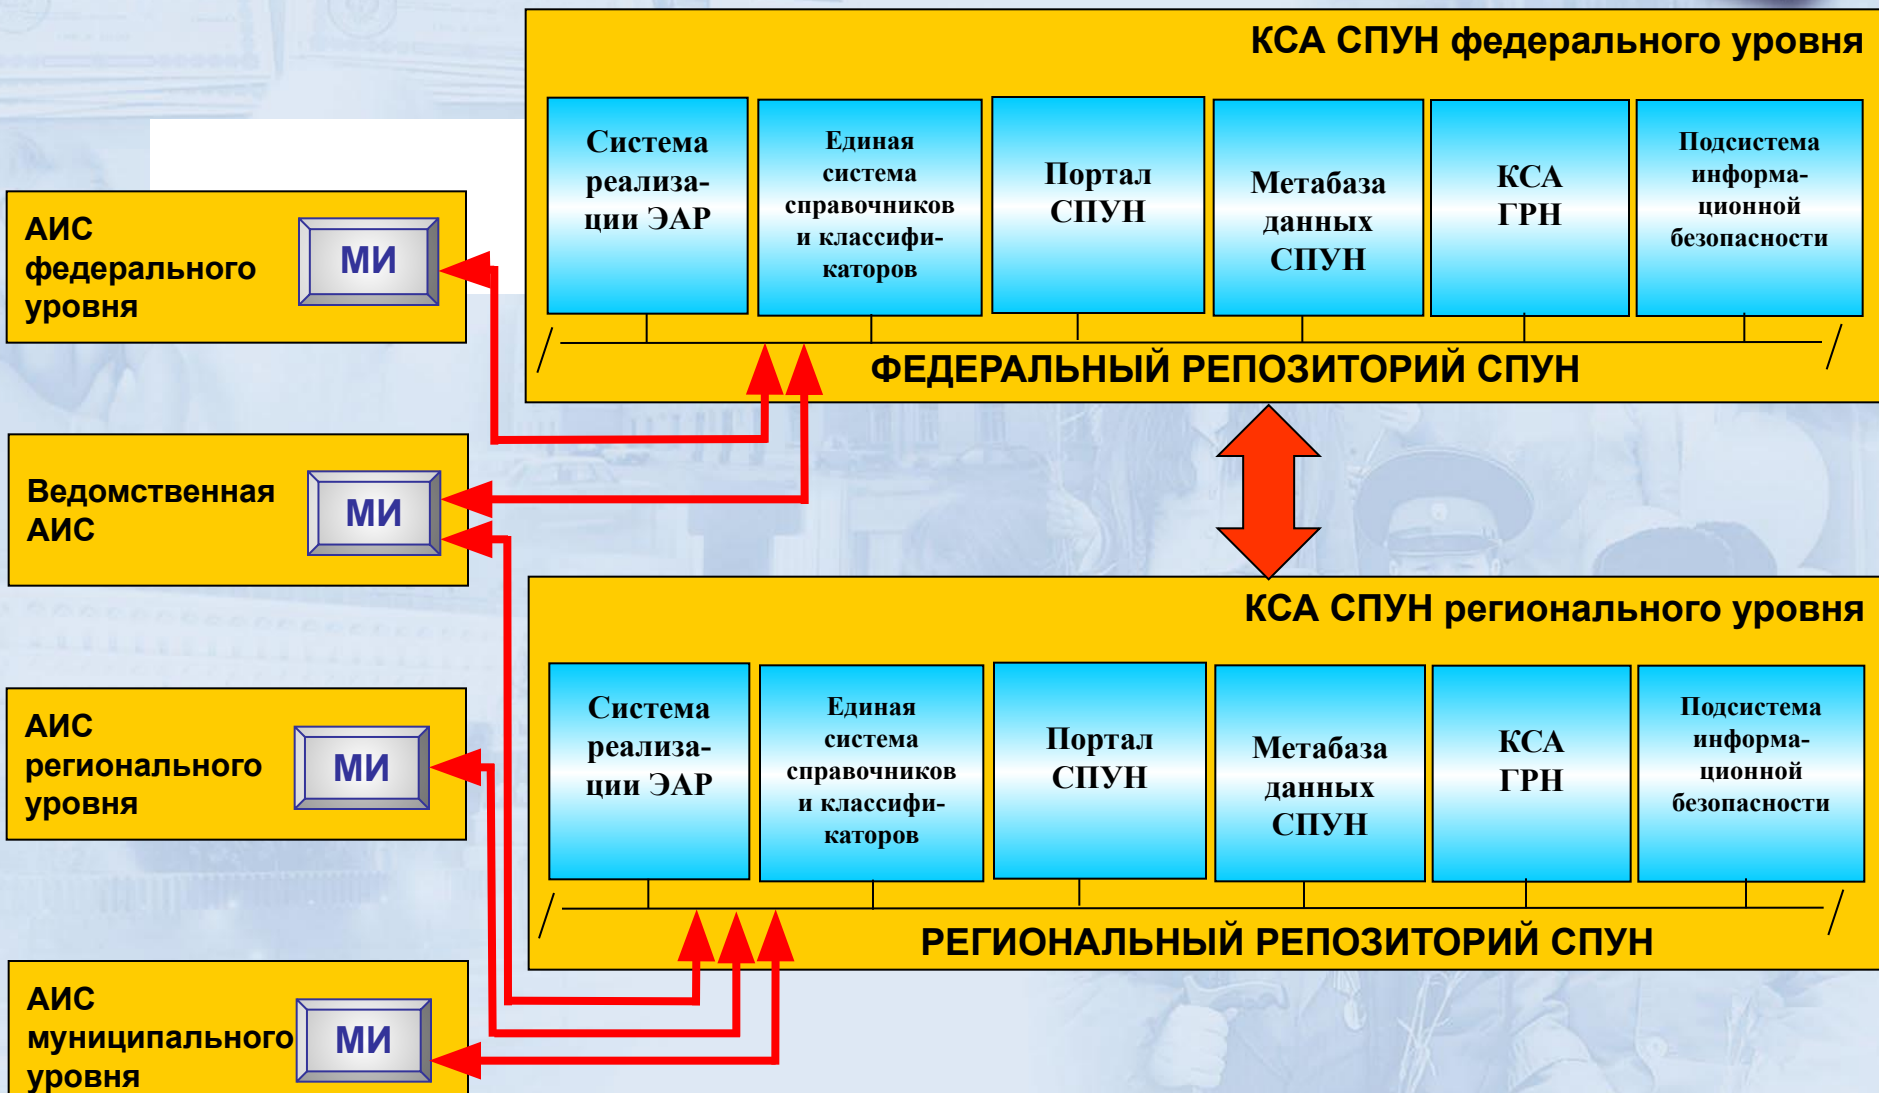 КСА СПУН федерального уровня
Система
реализа-
ции ЭАР
Единая
система
справочников
и классифи-
каторов
Портал
СПУН
Метабаза
данных
СПУН
КСА
ГРН
Подсистема
информа-
ционной
безопасности
ФЕДЕРАЛЬНЫЙ РЕПОЗИТОРИЙ СПУН
АИС
федерального
уровня
МИ
Ведомственная
АИС
МИ
КСА СПУН регионального уровня
Система
реализа-
ции ЭАР
Единая
система
справочников
и классифи-
каторов
Портал
СПУН
Метабаза
данных
СПУН
КСА
ГРН
Подсистема
информа-
ционной
безопасности
РЕГИОНАЛЬНЫЙ РЕПОЗИТОРИЙ СПУН
АИС
регионального
уровня
МИ
АИС
муниципального
уровня
МИ